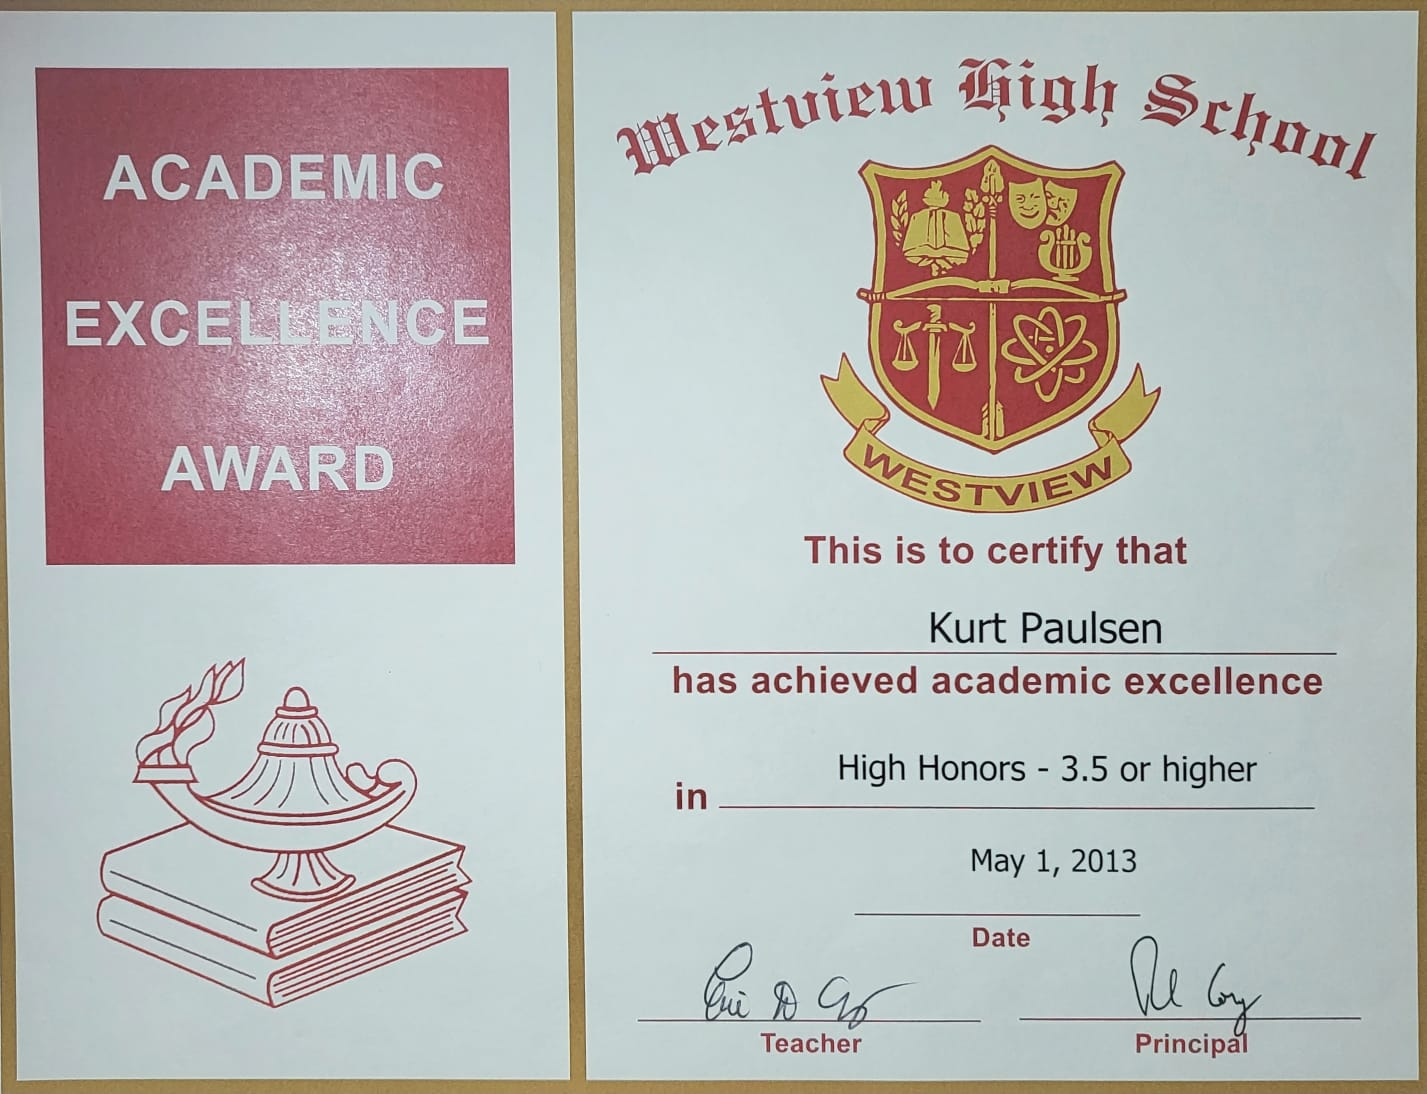 ACADEMIC
EXCELLENCE
AWARD
Westview High School
WESTVIEW
This is to certify that
Kurt Paulsen
has achieved academic excellence
High Honors - 3.5 or higher
in
May 1, 2013
Date
Teacher
Principal